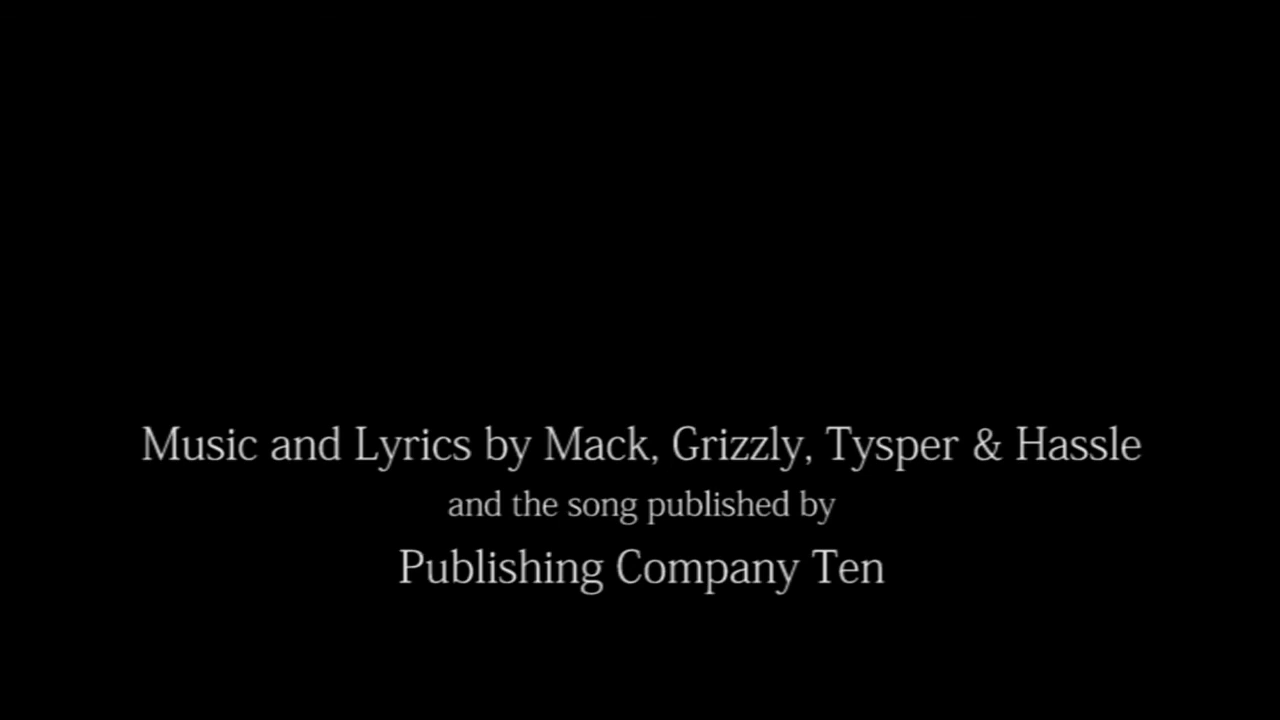 Music and Lyrics by Mack, Grizzly, Tysper & Hassle
and the song published by
Publishing Company Ten